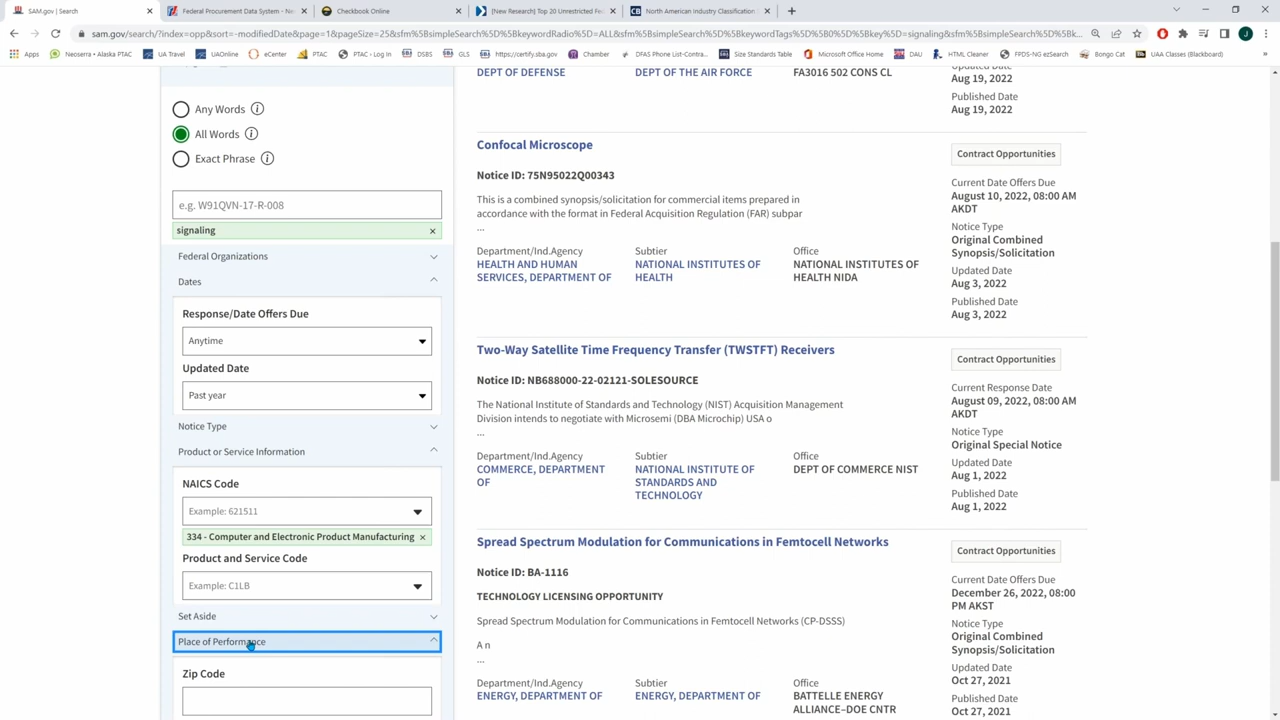 SAM.gov
Federal Procurement Data System - Ne
Checkbook Online
[New Research] Top 20 Unrestricted Fe
North American Industry Classification
sam.gov/search/?index=opp&sort=-modifiedDate&page=1&pageSize=25&sfm%5BsimpleSearch%5D%5BkeywordRadio%5D=ALL&sfm%5BsimpleSearch%5D%5BkeywordTags%5D%5B0%5D%5Bkey%5D=signaling&sfm%5BsimpleSearch%5D%5Bk...
Apps
Neoserra • Alaska PTAC
UA Travel
UAOnline
eCenter
PTAC
PTAC - Log In
DSBS
GLS
https://certify.sba.gov
Chamber
DFAS Phone List-Contra...
Size Standards Table
Microsoft Office Home
DAU
HTML Cleaner
FPDS-NG ezSearch
Bongo Cat
UAA Classes (Blackboard)
Any Words
All Words
Exact Phrase
e.g. W91QVN-17-R-008
signaling
Federal Organizations
Dates
Response/Date Offers Due
Anytime
Updated Date
Past year
Notice Type
Product or Service Information
NAICS Code
Example: 621511
334 - Computer and Electronic Product Manufacturing
Product and Service Code
Example: C1LB
Set Aside
Place of Performance
Zip Code
DEPT OF DEFENSE
DEPT OF THE AIR FORCE
FA3016 502 CONS CL
Updated Date
Aug 19, 2022
Published Date
Aug 19, 2022
Confocal Microscope
Notice ID: 75N95022Q00343
This is a combined synopsis/solicitation for commercial items prepared in
accordance with the format in Federal Acquisition Regulation (FAR) subpar
...
Department/Ind.Agency
HEALTH AND HUMAN
SERVICES, DEPARTMENT OF
Subtier
NATIONAL INSTITUTES OF
HEALTH
Office
NATIONAL INSTITUTES OF
HEALTH NIDA
Contract Opportunities
Current Date Offers Due
August 10, 2022, 08:00 AM
AKDT
Notice Type
Original Combined
Synopsis/Solicitation
Updated Date
Aug 3, 2022
Published Date
Aug 3, 2022
Two-Way Satellite Time Frequency Transfer (TWSTFT) Receivers
Notice ID: NB688000-22-02121-SOLESOURCE
The National Institute of Standards and Technology (NIST) Acquisition Management
Division intends to negotiate with Microsemi (DBA Microchip) USA o
...
Department/Ind.Agency
COMMERCE, DEPARTMENT
OF
Subtier
NATIONAL INSTITUTE OF
STANDARDS AND
TECHNOLOGY
Office
DEPT OF COMMERCE NIST
Contract Opportunities
Current Response Date
August 09, 2022, 08:00 AM
AKDT
Notice Type
Original Special Notice
Updated Date
Aug 1, 2022
Published Date
Aug 1, 2022
Spread Spectrum Modulation for Communications in Femtocell Networks
Notice ID: BA-1116
TECHNOLOGY LICENSING OPPORTUNITY
Spread Spectrum Modulation for Communications in Femtocell Networks (CP-DSSS)
A n
...
Department/Ind.Agency
ENERGY, DEPARTMENT OF
Subtier
ENERGY, DEPARTMENT OF
Office
BATTELLE ENERGY
ALLIANCE–DOE CNTR
Contract Opportunities
Current Date Offers Due
December 26, 2022, 08:00
PM AKST
Notice Type
Original Combined
Synopsis/Solicitation
Updated Date
Oct 27, 2021
Published Date
Oct 27, 2021